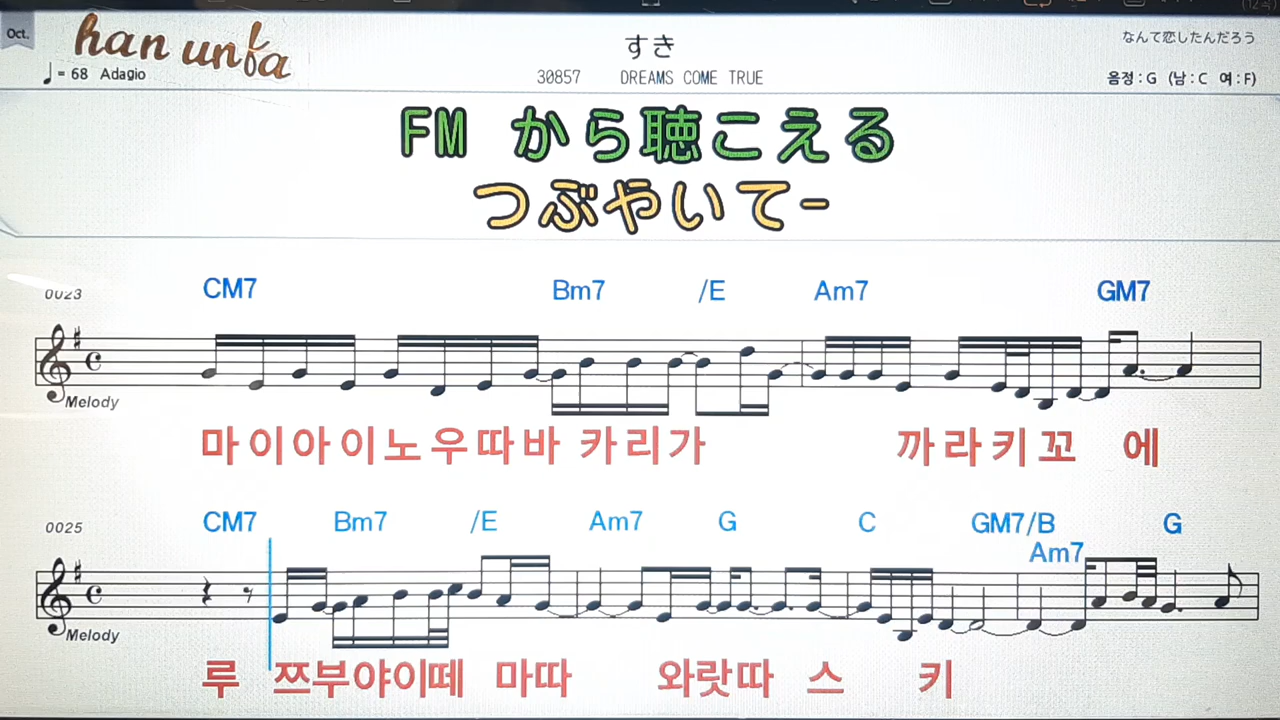 Oct.
han unfa
すき
なんて恋したんだろう
♩= 68 Adagio
30857 DREAMS COME TRUE
음정 : G (남 : C 여 : F)
FM から聴こえる
つぶやいて-
0023 CM7 Bm7 /E Am7 GM7
Melody
마이아이노우따바 카리가 까라키꼬 에
0025 CM7 Bm7 /E Am7 G C GM7/B G
Am7
Melody
루 쯔부야이떼 마따 와랏따 스 키